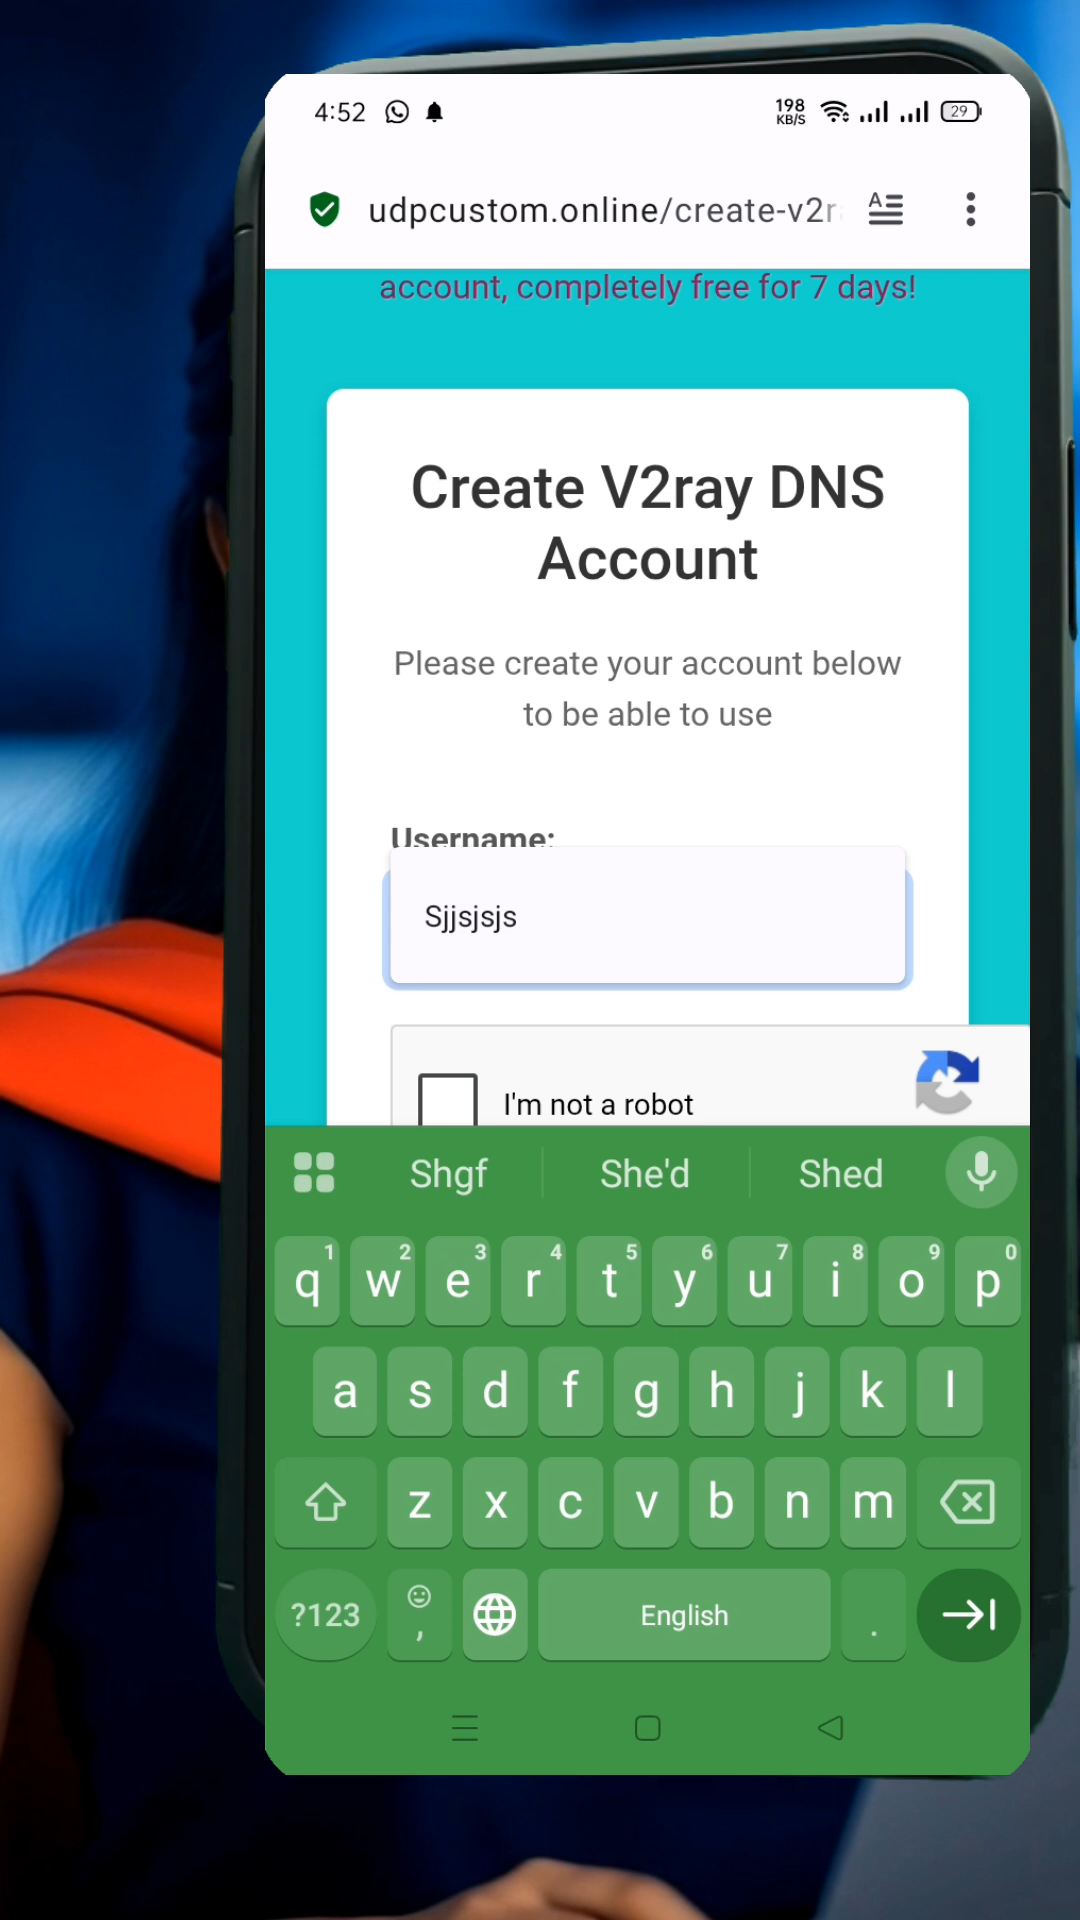 4:52 198 KB/S 29
udpcustom.online/create-v2r
account, completely free for 7 days!
Create V2ray DNS
Account
Please create your account below
to be able to use
Username:
Sjjsjsjs
I'm not a robot
Shgf She'd Shed
1 2 3 4 5 6 7 8 9 0
q w e r t y u i o p
a s d f g h j k l
z x c v b n m
?123 , English .